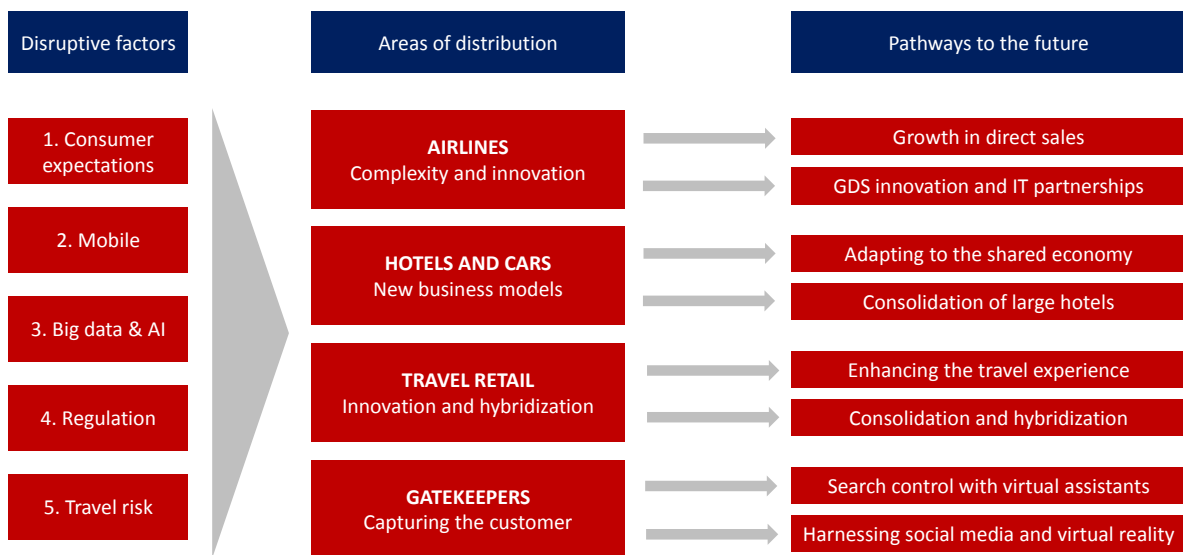 Disruptive factors
Areas of distribution
Pathways to the future
1. Consumer
expectations
2. Mobile
3. Big data & AI
4. Regulation
5. Travel risk
AIRLINES
Complexity and innovation
HOTELS AND CARS
New business models
TRAVEL RETAIL
Innovation and hybridization
GATEKEEPERS
Capturing the customer
Growth in direct sales
GDS innovation and IT partnerships
Adapting to the shared economy
Consolidation of large hotels
Enhancing the travel experience
Consolidation and hybridization
Search control with virtual assistants
Harnessing social media and virtual reality